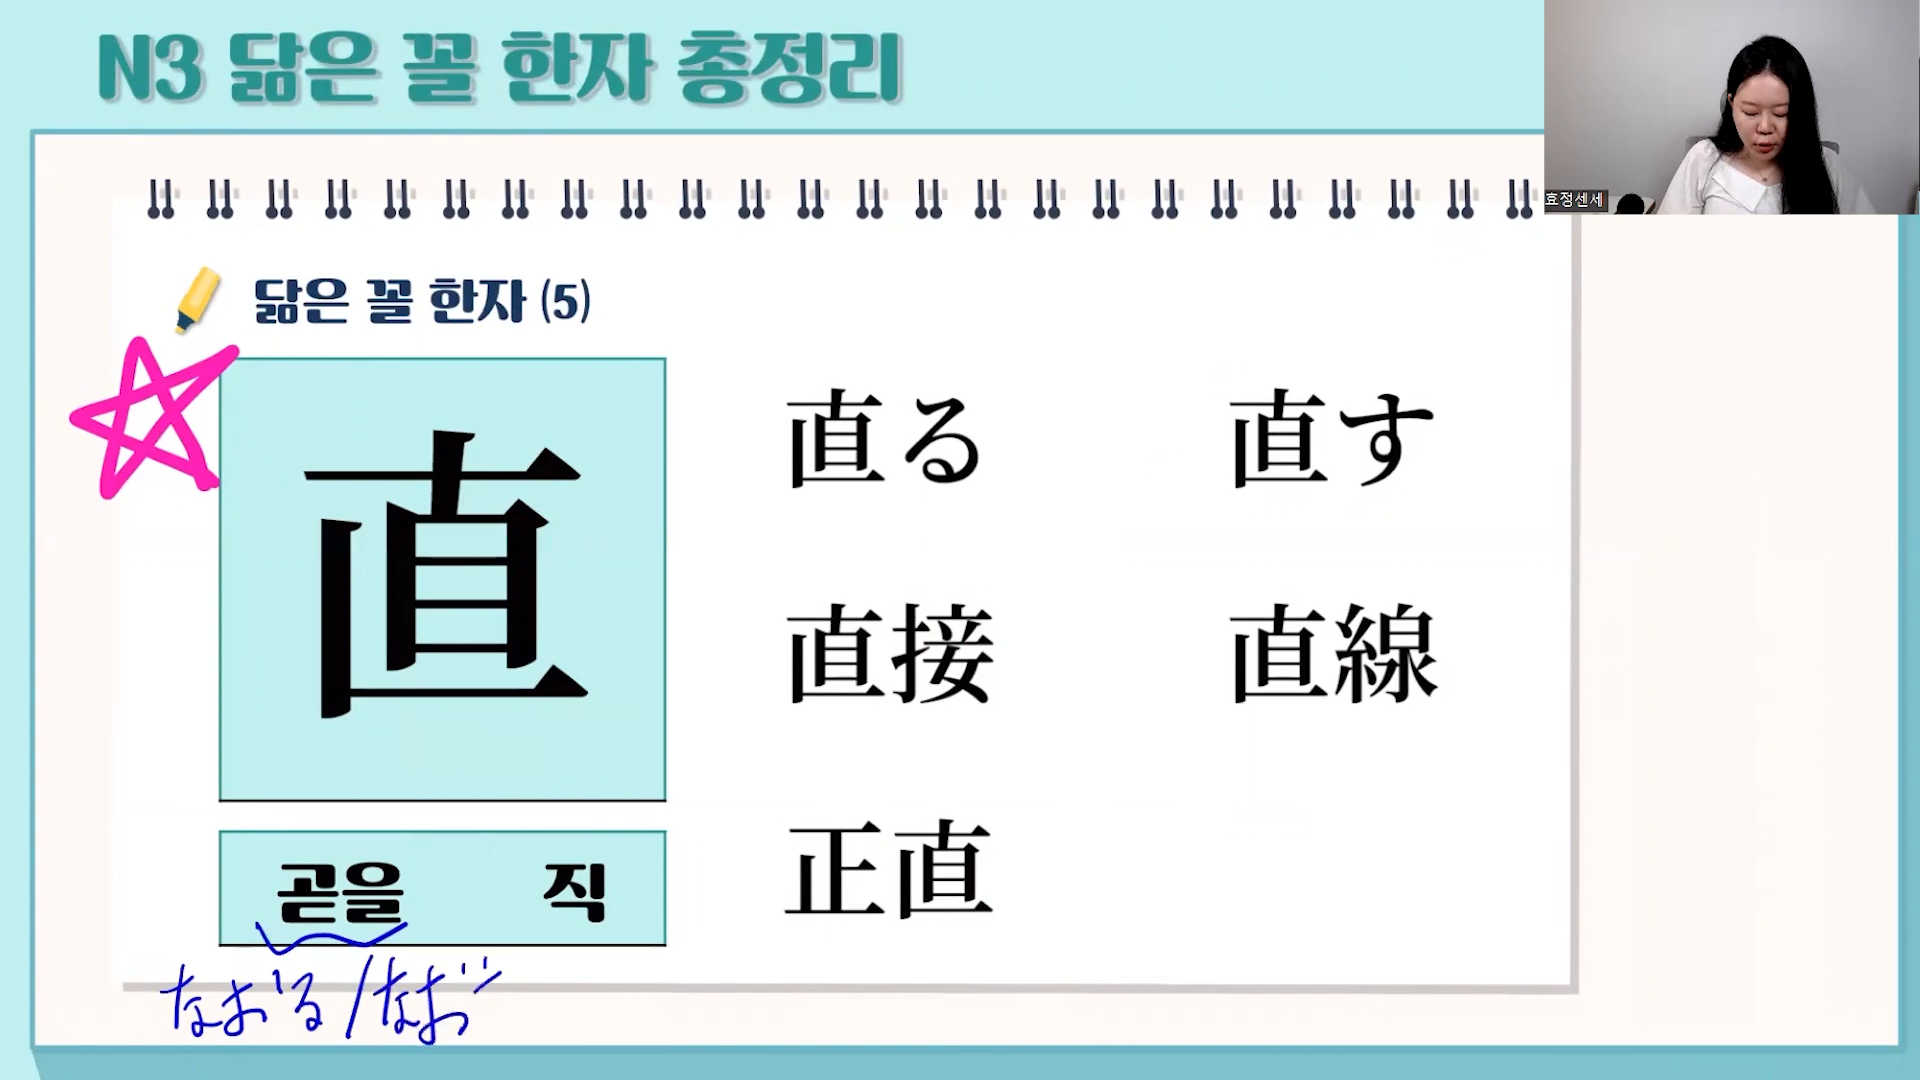 N3 닮은 꼴 한자 총정리
효정센세
닮은 꼴 한자 (5)
直
直る 直す
直接 直線
正直
곧을 직
なおる/なお